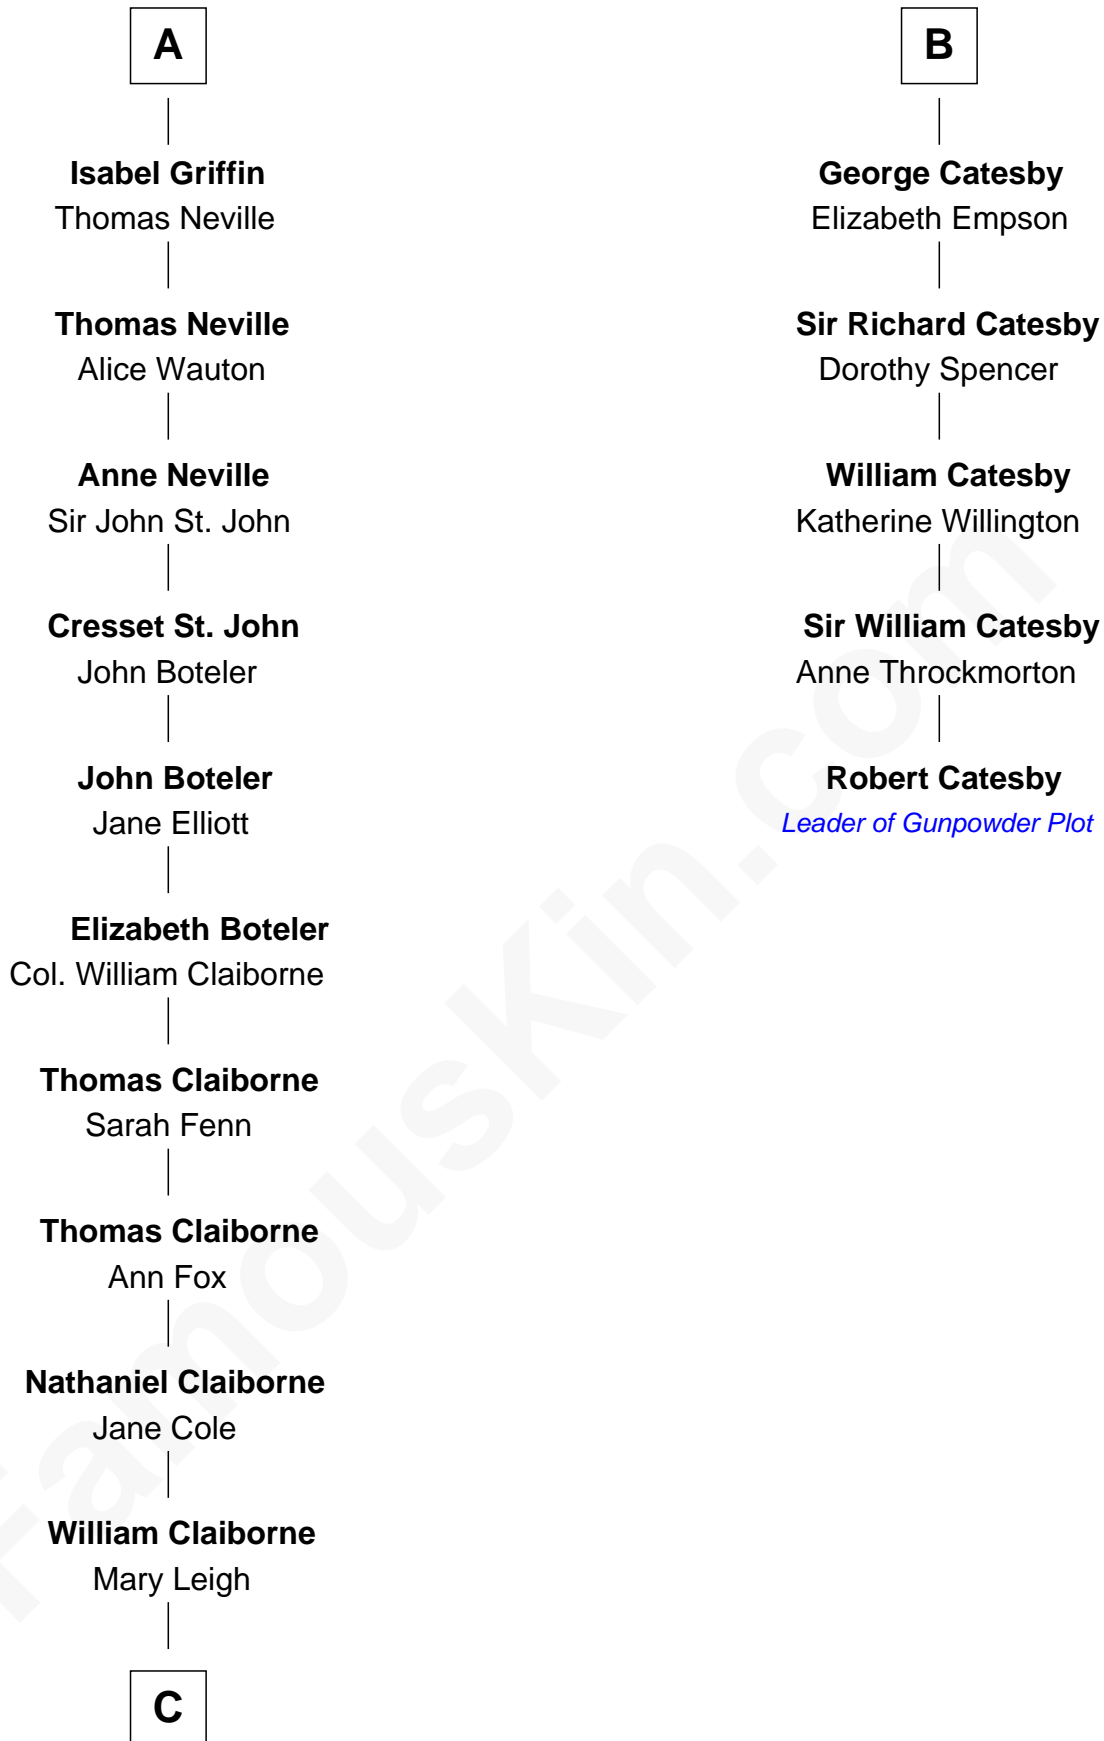 A
Isabel Griffin
Thomas Neville
Thomas Neville
Alice Wauton
Anne Neville
Sir John St. John
Cresset St. John
John Boteler
John Boteler
Jane Elliott
Elizabeth Boteler
Col. William Claiborne
Thomas Claiborne
Sarah Fenn
Thomas Claiborne
Ann Fox
Nathaniel Claiborne
Jane Cole
William Claiborne
Mary Leigh
C
B
George Catesby
Elizabeth Empson
Sir Richard Catesby
Dorothy Spencer
William Catesby
Katherine Willington
Sir William Catesby
Anne Throckmorton
Robert Catesby
Leader of Gunpowder Plot
FamousKin.com